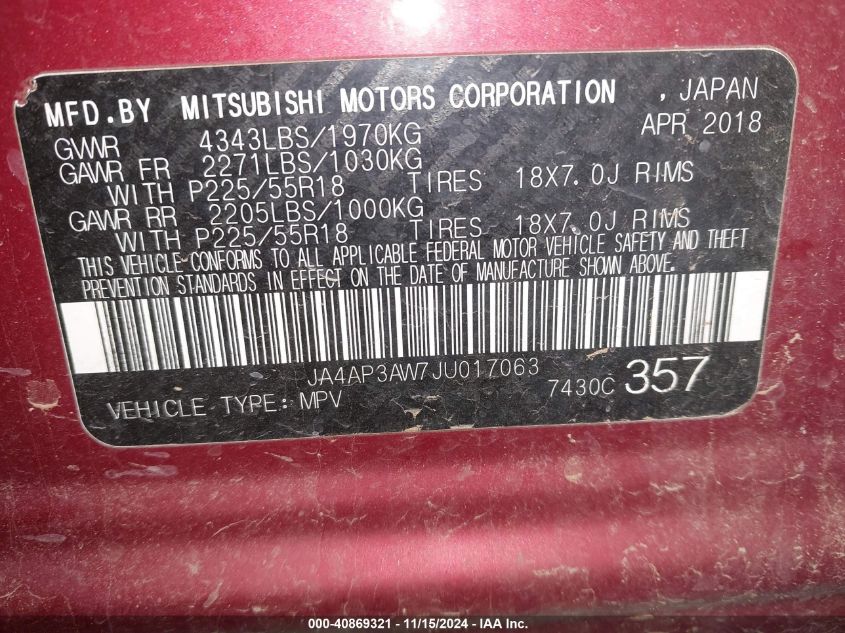 MFD.BY MITSUBISHI MOTORS CORPORATION , JAPAN
GVWR 4343LBS/1970KG APR 2018
GAWR FR 2271LBS/1030KG
WITH P225/55R18 TIRES 18X7.0J RIMS
GAWR RR 2205LBS/1000KG
WITH P225/55R18 TIRES 18X7.0J RIMS
THIS VEHICLE CONFORMS TO ALL APPLICABLE FEDERAL MOTOR VEHICLE SAFETY AND THEFT
PREVENTION STANDARDS IN EFFECT ON THE DATE OF MANUFACTURE SHOWN ABOVE.
JA4AP3AW7JU017063 7430C 357
VEHICLE TYPE: MPV
000-40869321 - 11/15/2024 - IAA Inc.